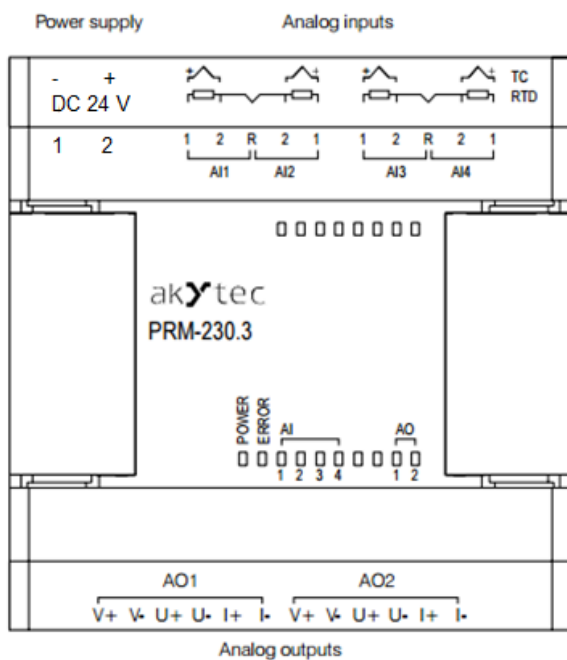 Power supply Analog inputs
- + + + + + TC
DC 24 V RTD
1 2 1 2 R 2 1 1 2 R 2 1
AI1 AI2 AI3 AI4
akYtec
PRM-230.3
POWER ERROR AI AO
1 2 3 4 1 2
AO1 AO2
V+ V- U+ U- I+ I- V+ V- U+ U- I+ I-
Analog outputs